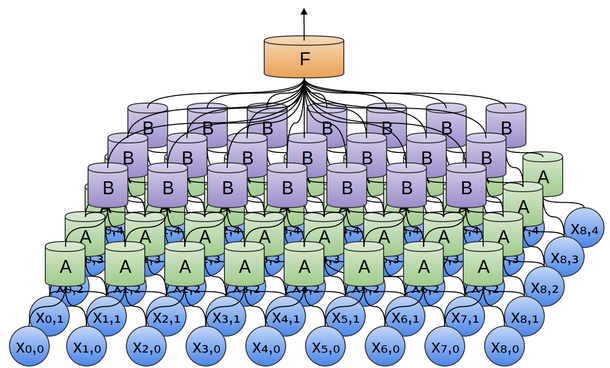 F
B B B B B B B
B B B B B B B
A
B B B B B B B
A
A A A A A A A A
X8,4
X8,3
A A A A A A A A
X8,2
X0,1 X1,1 X2,1 X3,1 X4,1 X5,1 X6,1 X7,1 X8,1
X0,0 X1,0 X2,0 X3,0 X4,0 X5,0 X6,0 X7,0 X8,0